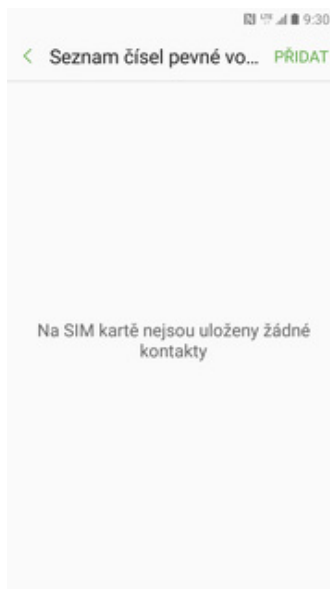 9:30
Seznam čísel pevné vo... PŘIDAT
Na SIM kartě nejsou uloženy žádné
kontakty